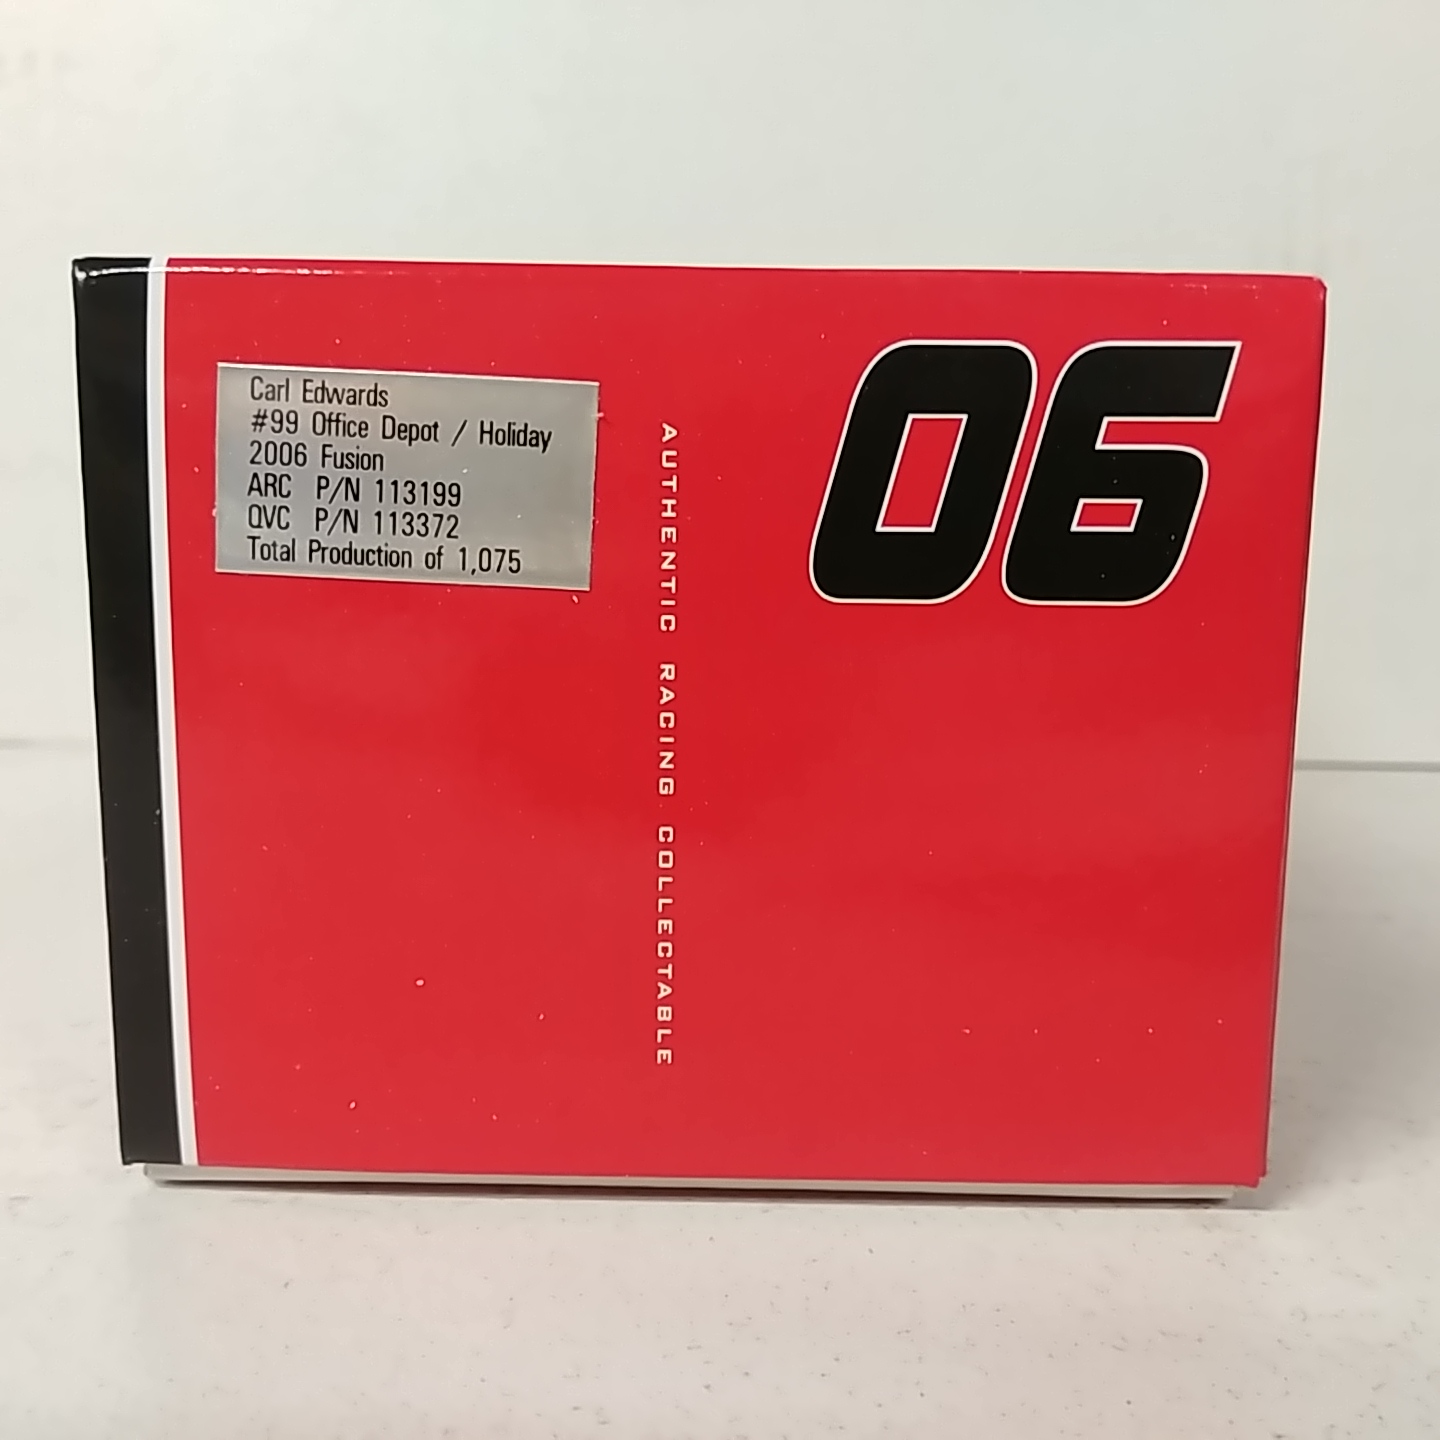 Carl Edwards
#99 Office Depot / Holiday
2006 Fusion
ARC P/N 113199
QVC P/N 113372
Total Production of 1,075
AUTHENTIC RACING COLLECTABLE
06